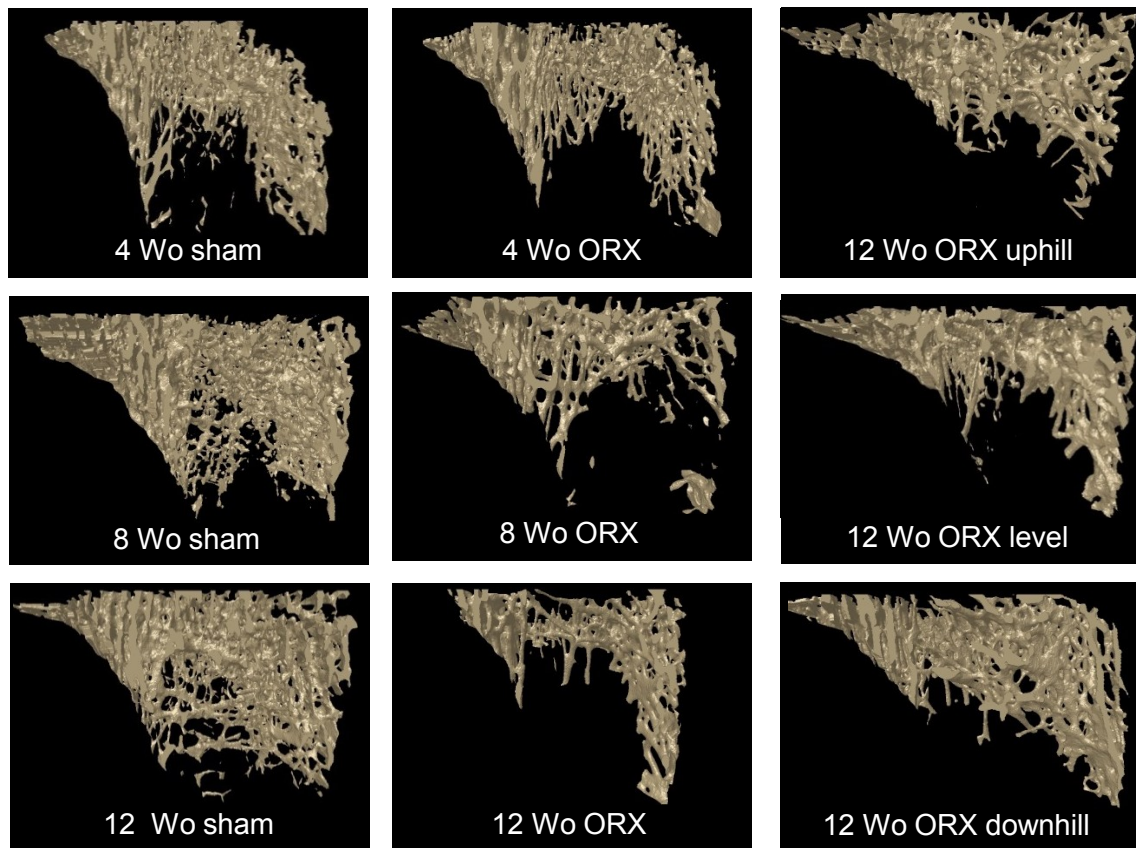 4 Wo sham
4 Wo ORX
12 Wo ORX uphill
8 Wo sham
8 Wo ORX
12 Wo ORX level
12 Wo sham
12 Wo ORX
12 Wo ORX downhill